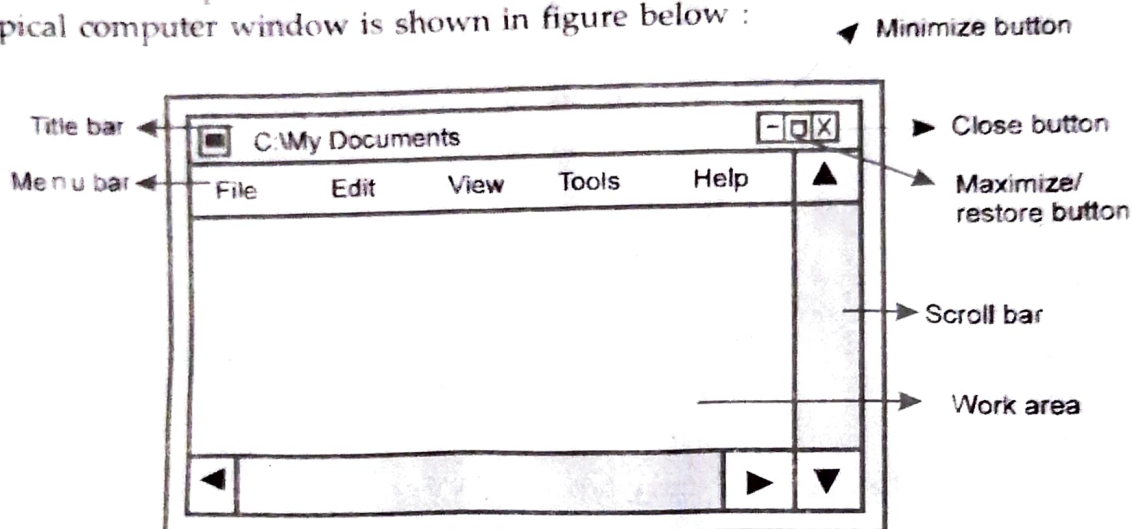 pical computer window is shown in figure below :
Minimize button
Title bar
C:\My Documents
- X
Close button
Menu bar
File Edit View Tools Help
Maximize/
restore button
Scroll bar
Work area